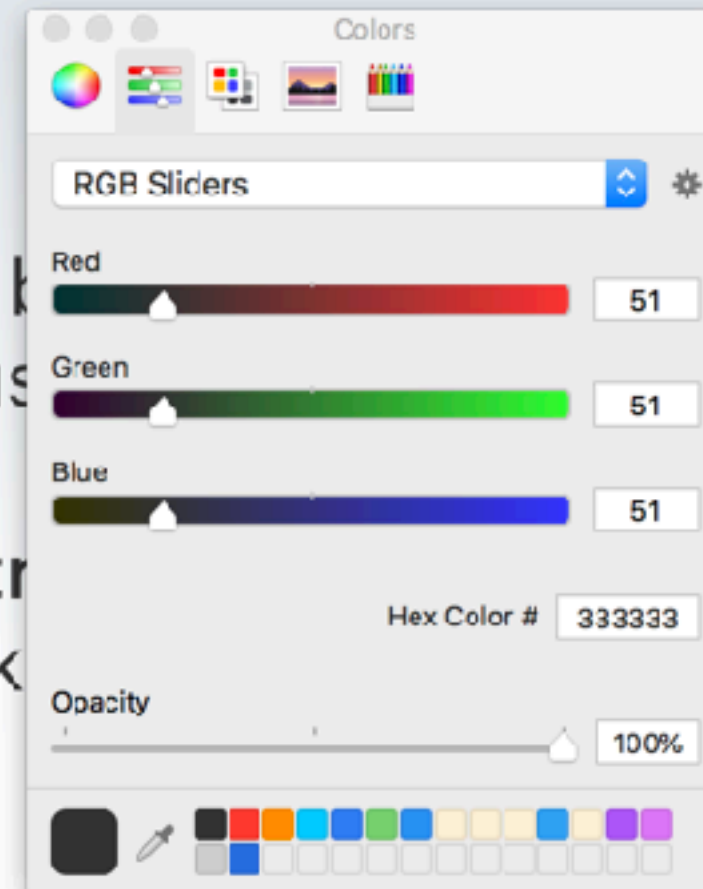 Colors
RGB Sliders
Red
51
Green
51
Blue
51
Hex Color # 333333
Opacity
100%